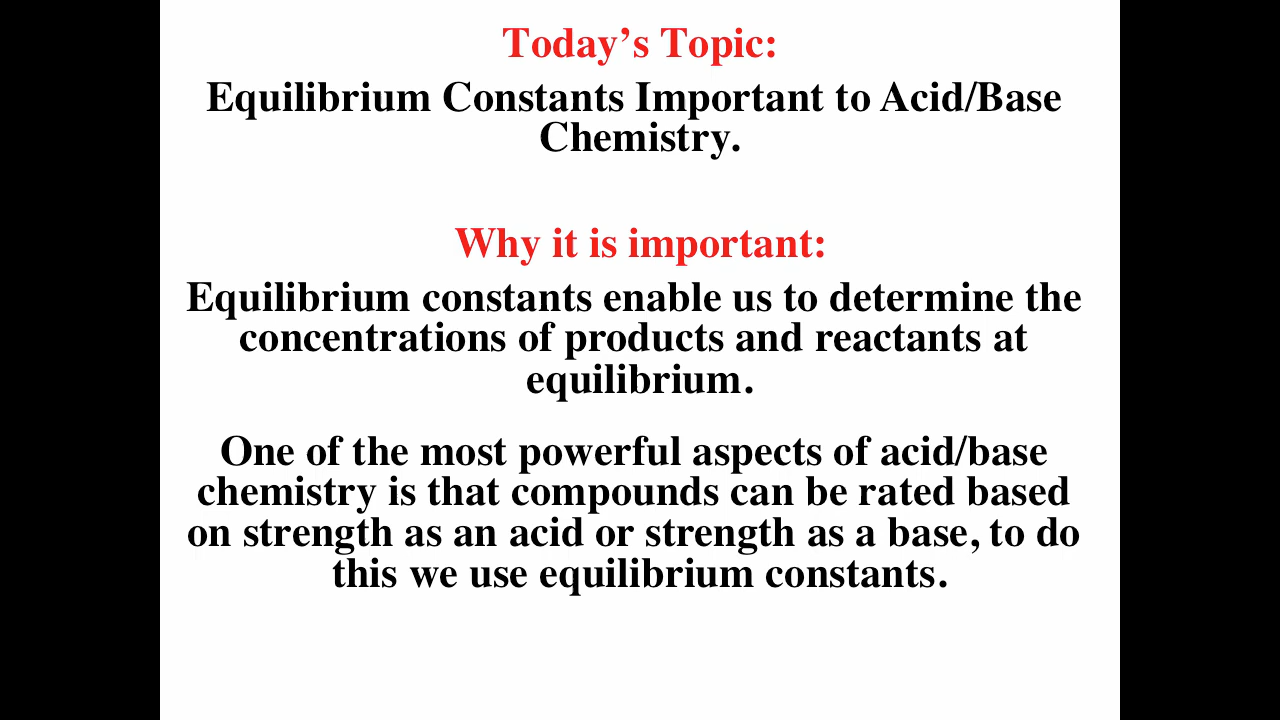 Today’s Topic:
Equilibrium Constants Important to Acid/Base
Chemistry.
Why it is important:
Equilibrium constants enable us to determine the
concentrations of products and reactants at
equilibrium.
One of the most powerful aspects of acid/base
chemistry is that compounds can be rated based
on strength as an acid or strength as a base, to do
this we use equilibrium constants.